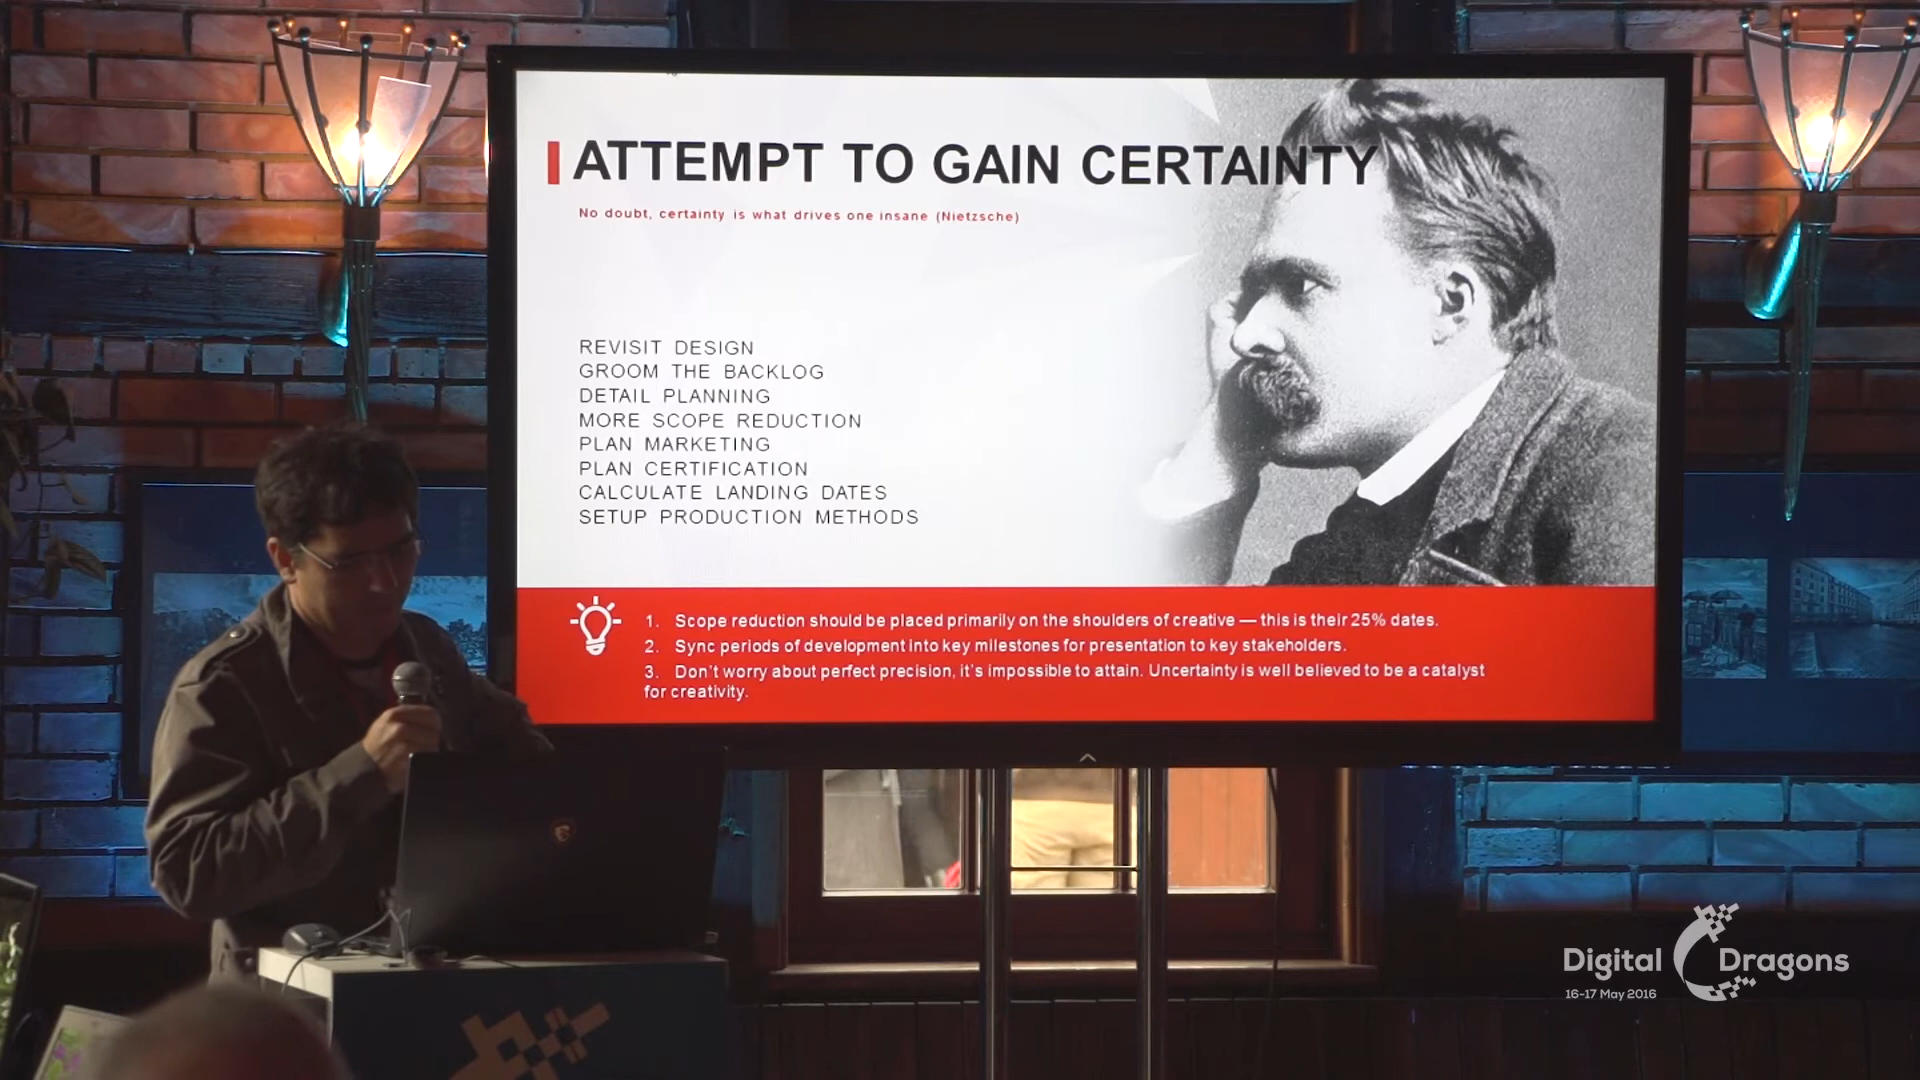 ATTEMPT TO GAIN CERTAINTY
No doubt, certainty is what drives one insane (Nietzsche)
REVISIT DESIGN
GROOM THE BACKLOG
DETAIL PLANNING
MORE SCOPE REDUCTION
PLAN MARKETING
PLAN CERTIFICATION
CALCULATE LANDING DATES
SETUP PRODUCTION METHODS
1. Scope reduction should be placed primarily on the shoulders of creative — this is their 25% dates.
2. Sync periods of development into key milestones for presentation to key stakeholders.
3. Don't worry about perfect precision, it's impossible to attain. Uncertainty is well believed to be a catalyst
for creativity.
Digital Dragons
16-17 May 2016